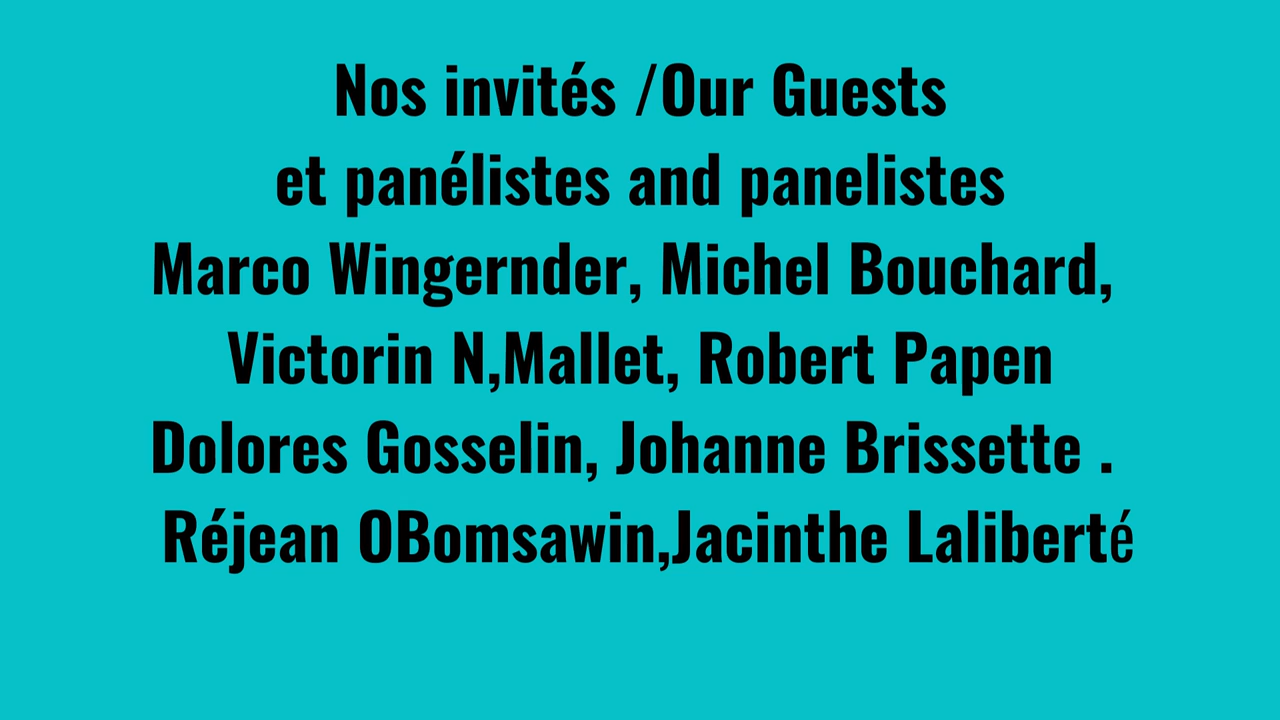 Nos invités /Our Guests
et panélistes and panelistes
Marco Wingernder, Michel Bouchard,
Victorin N,Mallet, Robert Papen
Dolores Gosselin, Johanne Brissette .
Réjean OBomsawin,Jacinthe Laliberté